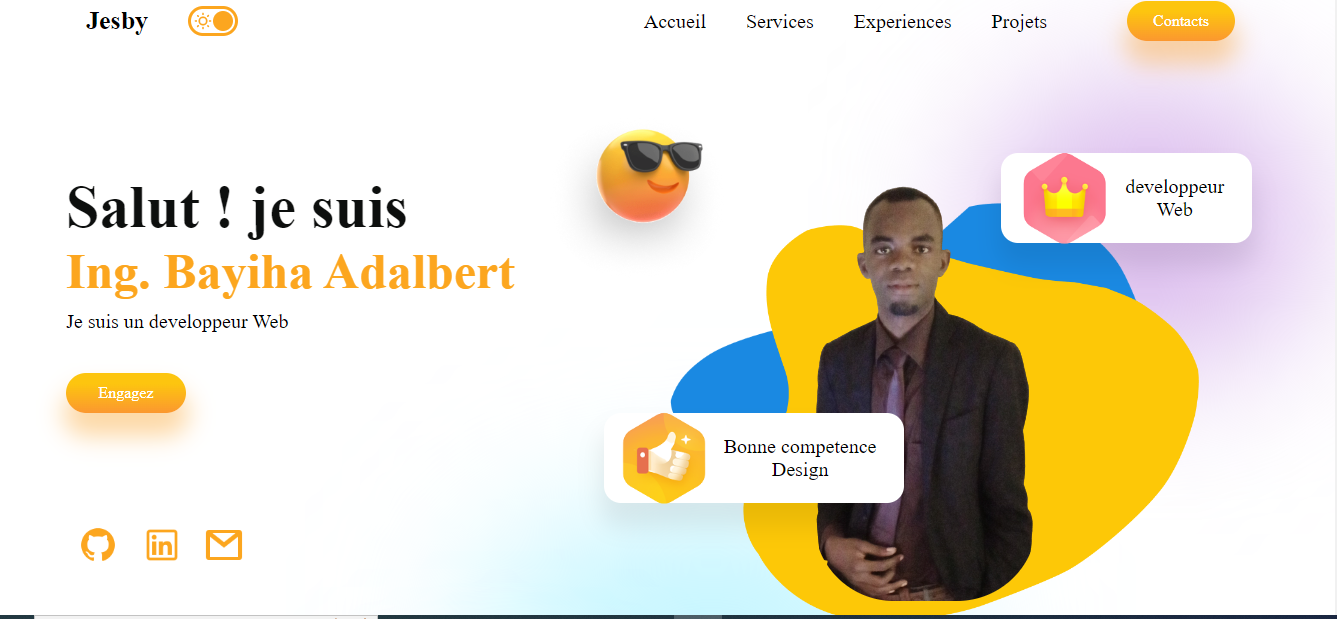 Jesby
Accueil
Services
Experiences
Projets
Contacts
Salut ! je suis
Ing. Bayiha Adalbert
Je suis un developpeur Web
Engagez
developpeur
Web
Bonne competence
Design
in